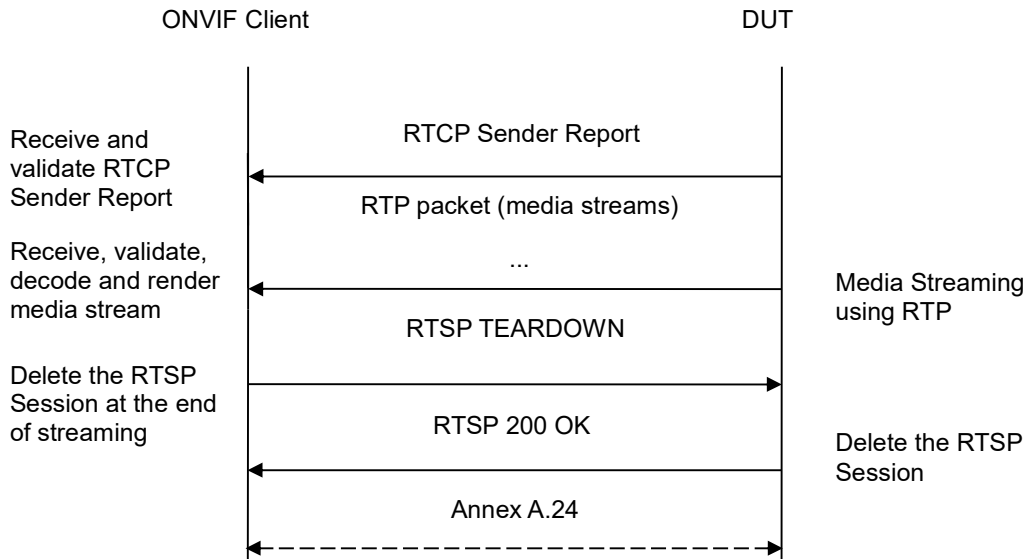 ONVIF Client
DUT
Receive and
validate RTCP
Sender Report
RTCP Sender Report
RTP packet (media streams)
Receive, validate,
decode and render
media stream
...
Media Streaming
using RTP
RTSP TEARDOWN
Delete the RTSP
Session at the end
of streaming
RTSP 200 OK
Delete the RTSP
Session
Annex A.24